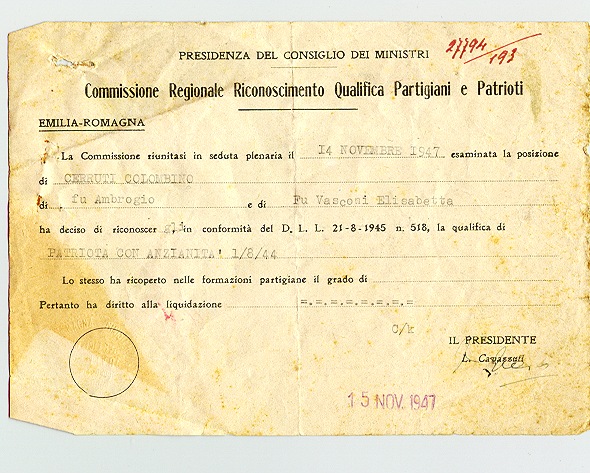 27794/193
PRESIDENZA DEL CONSIGLIO DEI MINISTRI
Commissione Regionale Riconoscimento Qualifica Partigiani e Patrioti
EMILIA-ROMAGNA
La Commissione riunitasi in seduta plenaria il 14 NOVEMBRE 1947 esaminata la posizione
di CERRUTI COLOMBINO
di fu Ambrogio e di Fu Vasconi Elisabetta
ha deciso di riconoscergli in conformità del D. L. L. 21-8-1945 n. 518, la qualifica di
PATRIOTA CON ANZIANITA' 1/8/44
Lo stesso ha ricoperto nelle formazioni partigiane il grado di
Pertanto ha diritto alla liquidazione =.=.=.=.=.=.=.=
C/k
IL PRESIDENTE
L. Cavazzuti
15 NOV. 1947